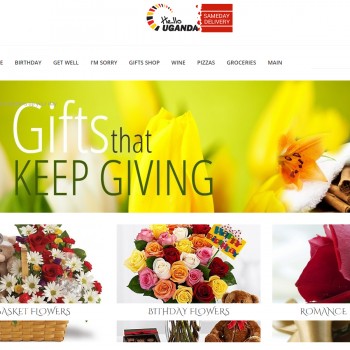 Hello
UGANDA
SAMEDAY
DELIVERY
E BIRTHDAY GET WELL I'M SORRY GIFTS SHOP WINE PIZZAS GROCERIES MAIN
Gifts that
KEEP GIVING
BASKET FLOWERS BITHDAY FLOWERS ROMANCE